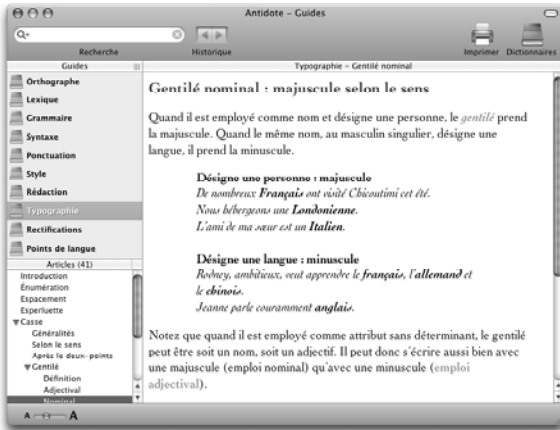 Antidote – Guides
Recherche
Historique
Imprimer
Dictionnaires
Guides
Typographie – Gentilé nominal
Orthographe
Lexique
Grammaire
Syntaxe
Ponctuation
Style
Rédaction
Typographie
Rectifications
Points de langue
Articles (41)
Introduction
Énumération
Espacement
Esperluette
Casse
Généralités
Selon le sens
Après le deux-points
Gentilé
Définition
Adjectival
Nominal
Gentilé nominal : majuscule selon le sens
Quand il est employé comme nom et désigne une personne, le gentilé prend
la majuscule. Quand le même nom, au masculin singulier, désigne une
langue, il prend la minuscule.
Désigne une personne : majuscule
De nombreux Français ont visité Chicoutimi cet été.
Nous hébergeons une Londonienne.
L'ami de ma sœur est un Italien.
Désigne une langue : minuscule
Rodney, ambitieux, veut apprendre le français, l'allemand et
le chinois.
Jeanne parle couramment anglais.
Notez que quand il est employé comme attribut sans déterminant, le gentilé
peut être soit un nom, soit un adjectif. Il peut donc s'écrire aussi bien avec
une majuscule (emploi nominal) qu'avec une minuscule (emploi
adjectival).
A A